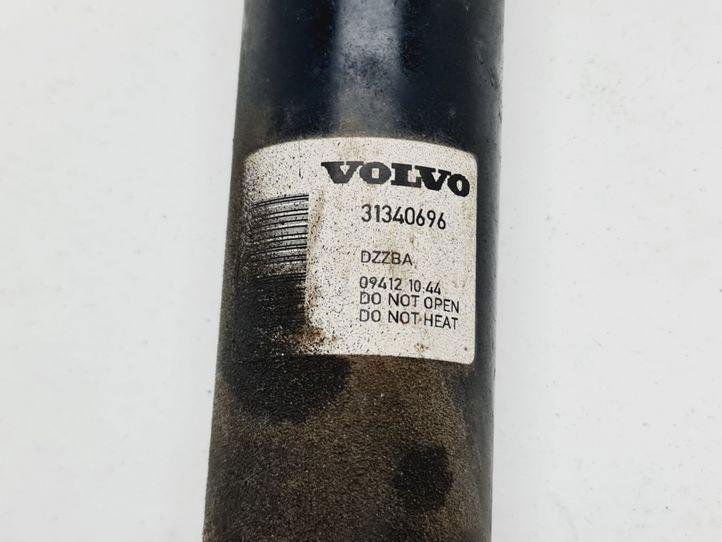 VOLVO
31340696
DZZBA
09412 10:44
DO NOT OPEN
DO NOT HEAT